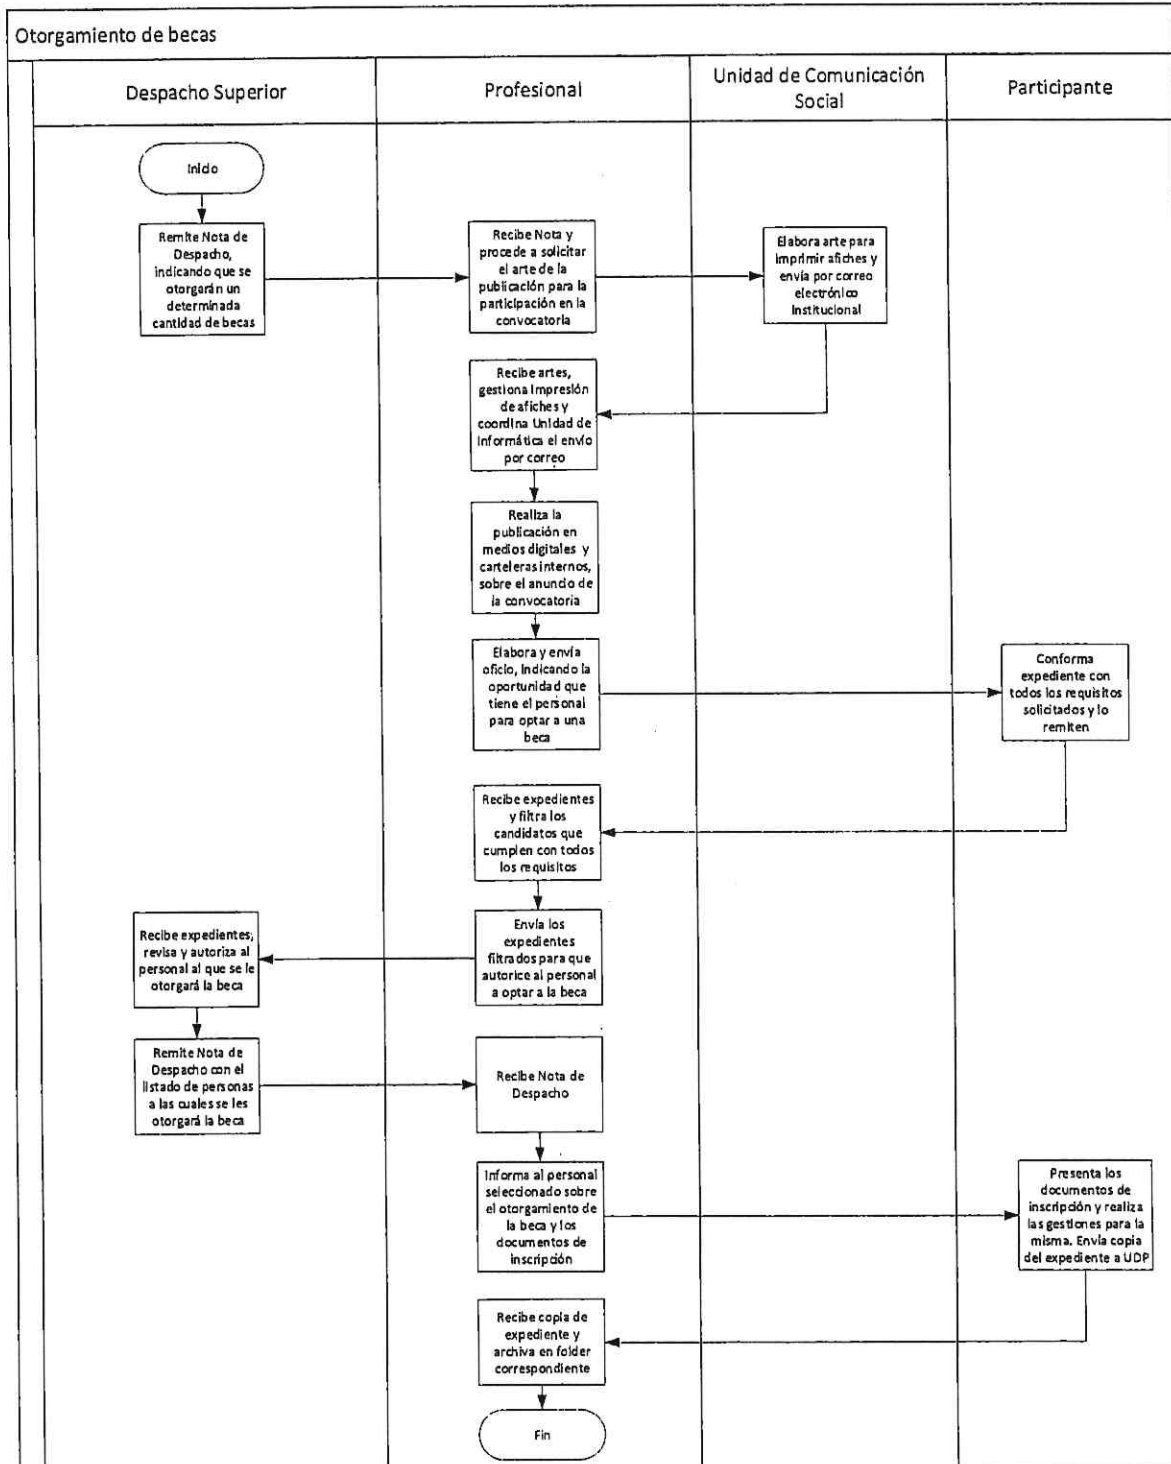 Otorgamiento de becas
Despacho Superior
Profesional
Unidad de Comunicación
Social
Participante
Inicio
Remite Nota de
Despacho,
indicando que se
otorgarán un
determinada
cantidad de becas
Recibe Nota y
procede a solicitar
el arte de la
publicación para la
participación en la
convocatoria
Elabora arte para
imprimir afiches y
envía por correo
electrónico
institucional
Recibe artes,
gestiona impresión
de afiches y
coordina Unidad de
Informática el envío
por correo
Realiza la
publicación en
medios digitales y
carteleras internos,
sobre el anuncio de
la convocatoria
Elabora y envía
oficio, indicando la
oportunidad que
tiene el personal
para optar a una
beca
Conforma
expediente con
todos los requisitos
solicitados y lo
remiten
Recibe expedientes
y filtra los
candidatos que
cumplen con todos
los requisitos
Envía los
expedientes
filtrados para que
autorice al personal
a optar a la beca
Recibe expedientes,
revisa y autoriza al
personal al que se le
otorgará la beca
Remite Nota de
Despacho con el
listado de personas
a las cuales se les
otorgará la beca
Recibe Nota de
Despacho
Informa al personal
seleccionado sobre
el otorgamiento de
la beca y los
documentos de
inscripción
Presenta los
documentos de
inscripción y realiza
las gestiones para la
misma. Envía copia
del expediente a UDP
Recibe copia de
expediente y
archiva en folder
correspondiente
Fin